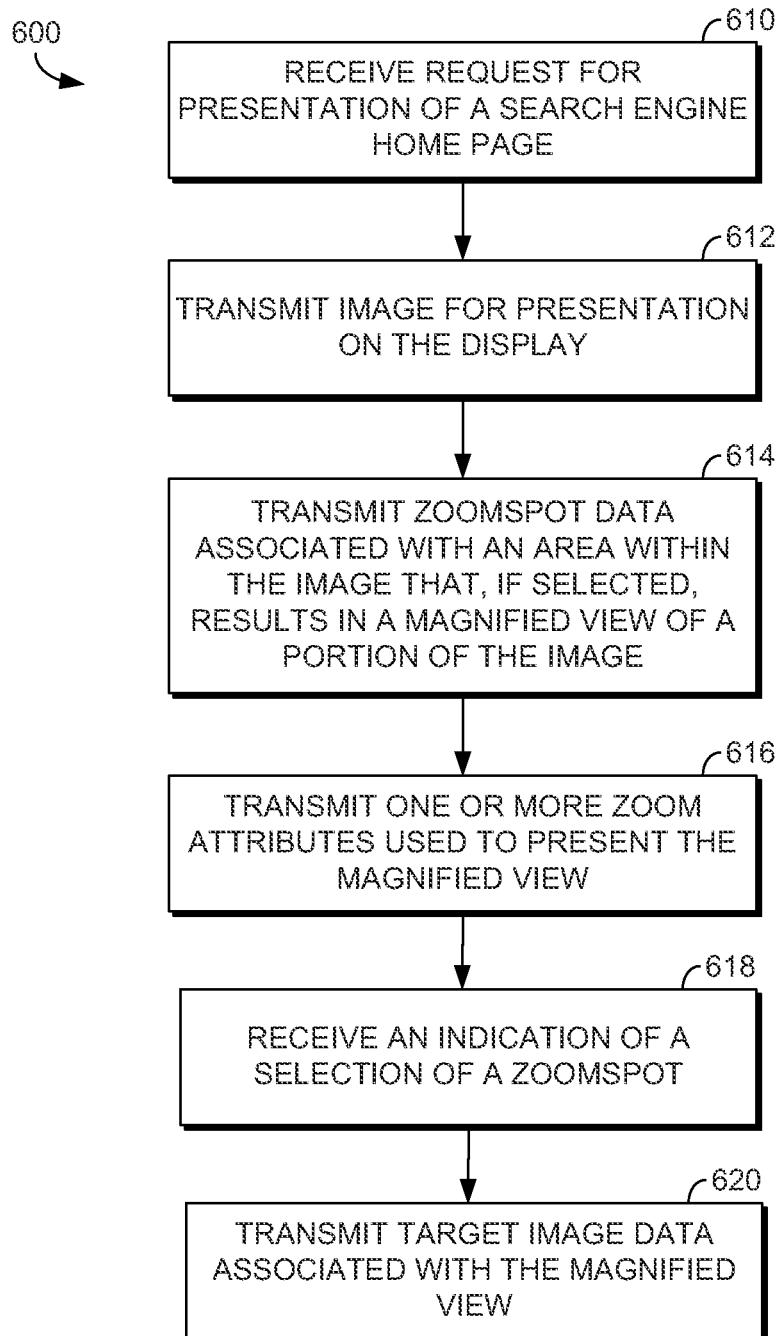 600
610
RECEIVE REQUEST FOR
PRESENTATION OF A SEARCH ENGINE
HOME PAGE
612
TRANSMIT IMAGE FOR PRESENTATION
ON THE DISPLAY
614
TRANSMIT ZOOMSPOT DATA
ASSOCIATED WITH AN AREA WITHIN
THE IMAGE THAT, IF SELECTED,
RESULTS IN A MAGNIFIED VIEW OF A
PORTION OF THE IMAGE
616
TRANSMIT ONE OR MORE ZOOM
ATTRIBUTES USED TO PRESENT THE
MAGNIFIED VIEW
618
RECEIVE AN INDICATION OF A
SELECTION OF A ZOOMSPOT
620
TRANSMIT TARGET IMAGE DATA
ASSOCIATED WITH THE MAGNIFIED
VIEW